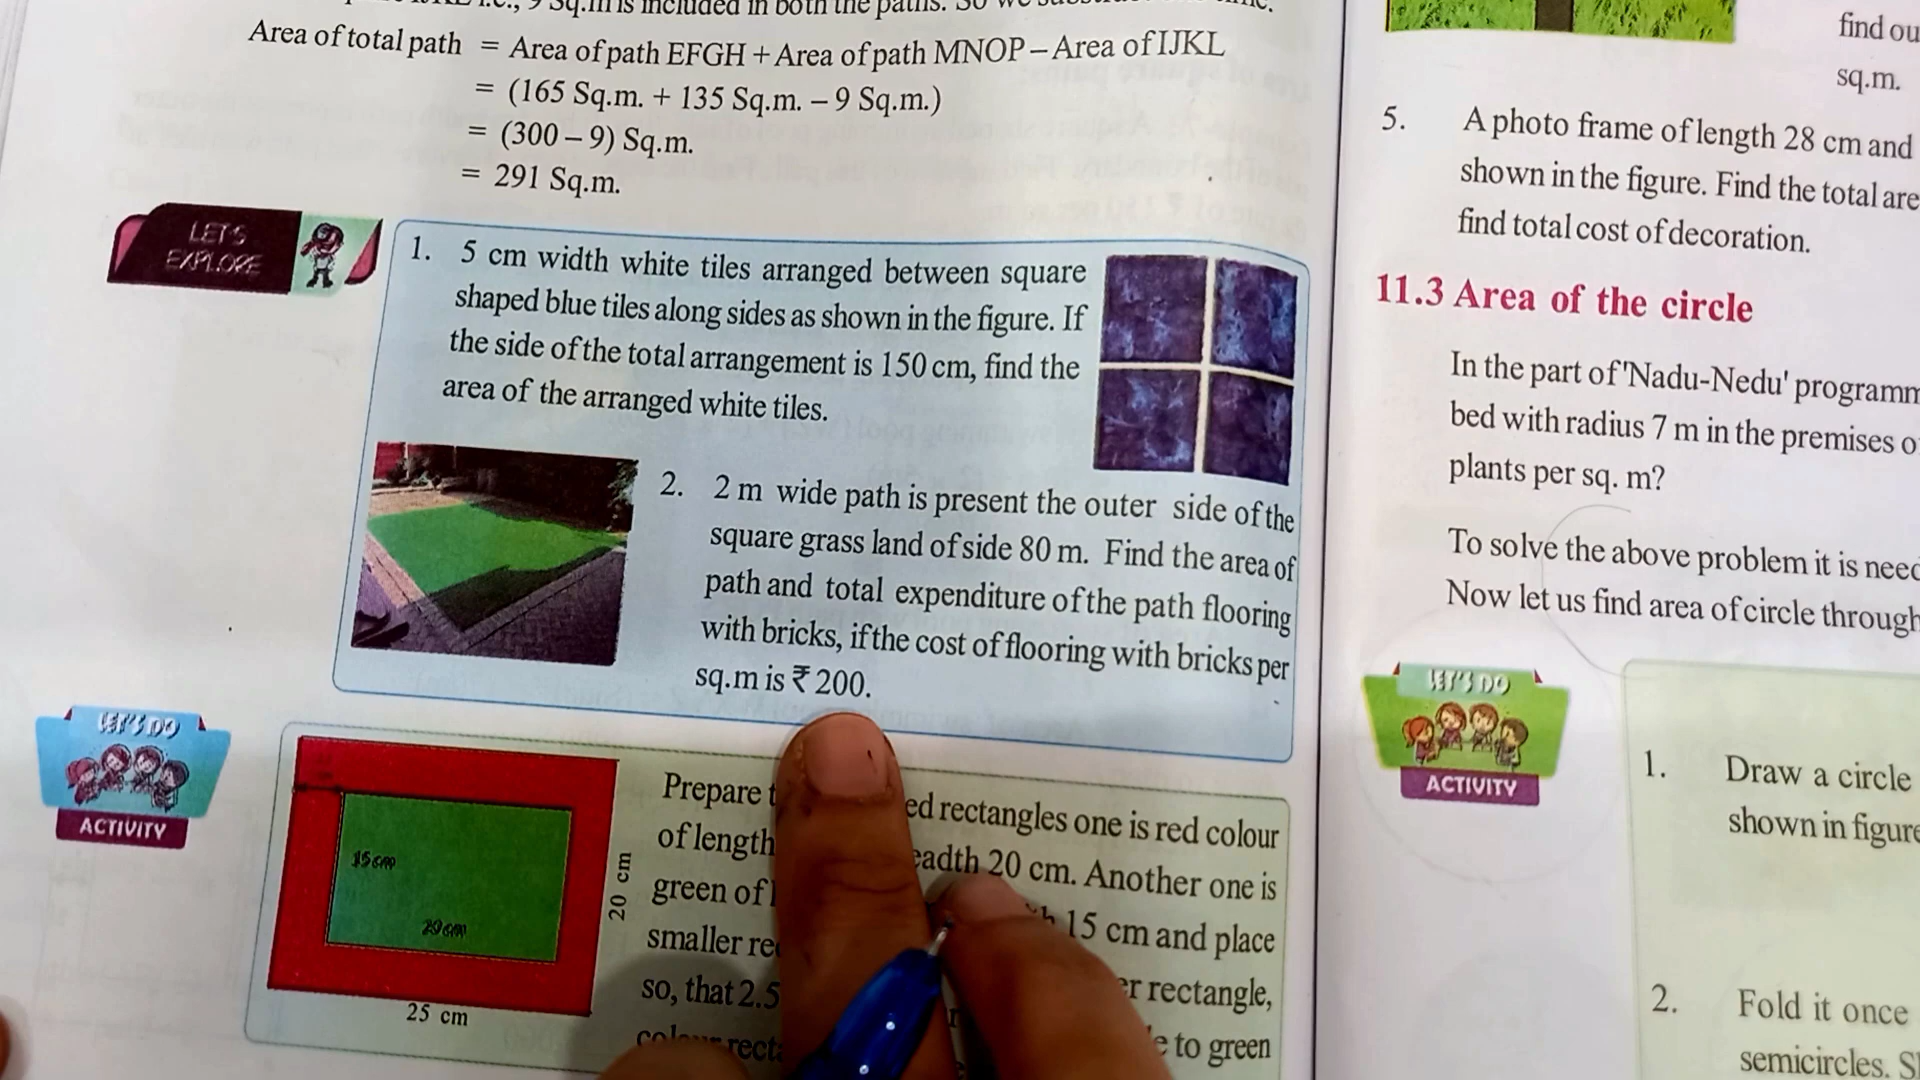 Area of total path = Area of path EFGH + Area of path MNOP – Area of IJKL
= (165 Sq.m. + 135 Sq.m. – 9 Sq.m.)
= (300 – 9) Sq.m.
= 291 Sq.m.
LET'S
EXPLORE
1. 5 cm width white tiles arranged between square
shaped blue tiles along sides as shown in the figure. If
the side of the total arrangement is 150 cm, find the
area of the arranged white tiles.
2. 2 m wide path is present the outer side of the
square grass land of side 80 m. Find the area of
path and total expenditure of the path flooring
with bricks, if the cost of flooring with bricks per
sq.m is ₹ 200.
LET'S DO
ACTIVITY
15 cm
20 cm
20 cm
25 cm
Prepare
rectangles one is red colour
of length
20 cm. Another one is
green of
15 cm and place
smaller
so, that 2.5
rectangle,
to green
find
sq.m.
5. A photo frame of length 28 cm and
shown in the figure. Find the total
find total cost of decoration.
11.3 Area of the circle
In the part of 'Nadu-Nedu'
bed with radius 7 m in the premises
plants per sq. m?
To solve the above problem it is
Now let us find area of circle through
LET'S DO
ACTIVITY
1. Draw a circle
shown in
2. Fold it once
semicircles.